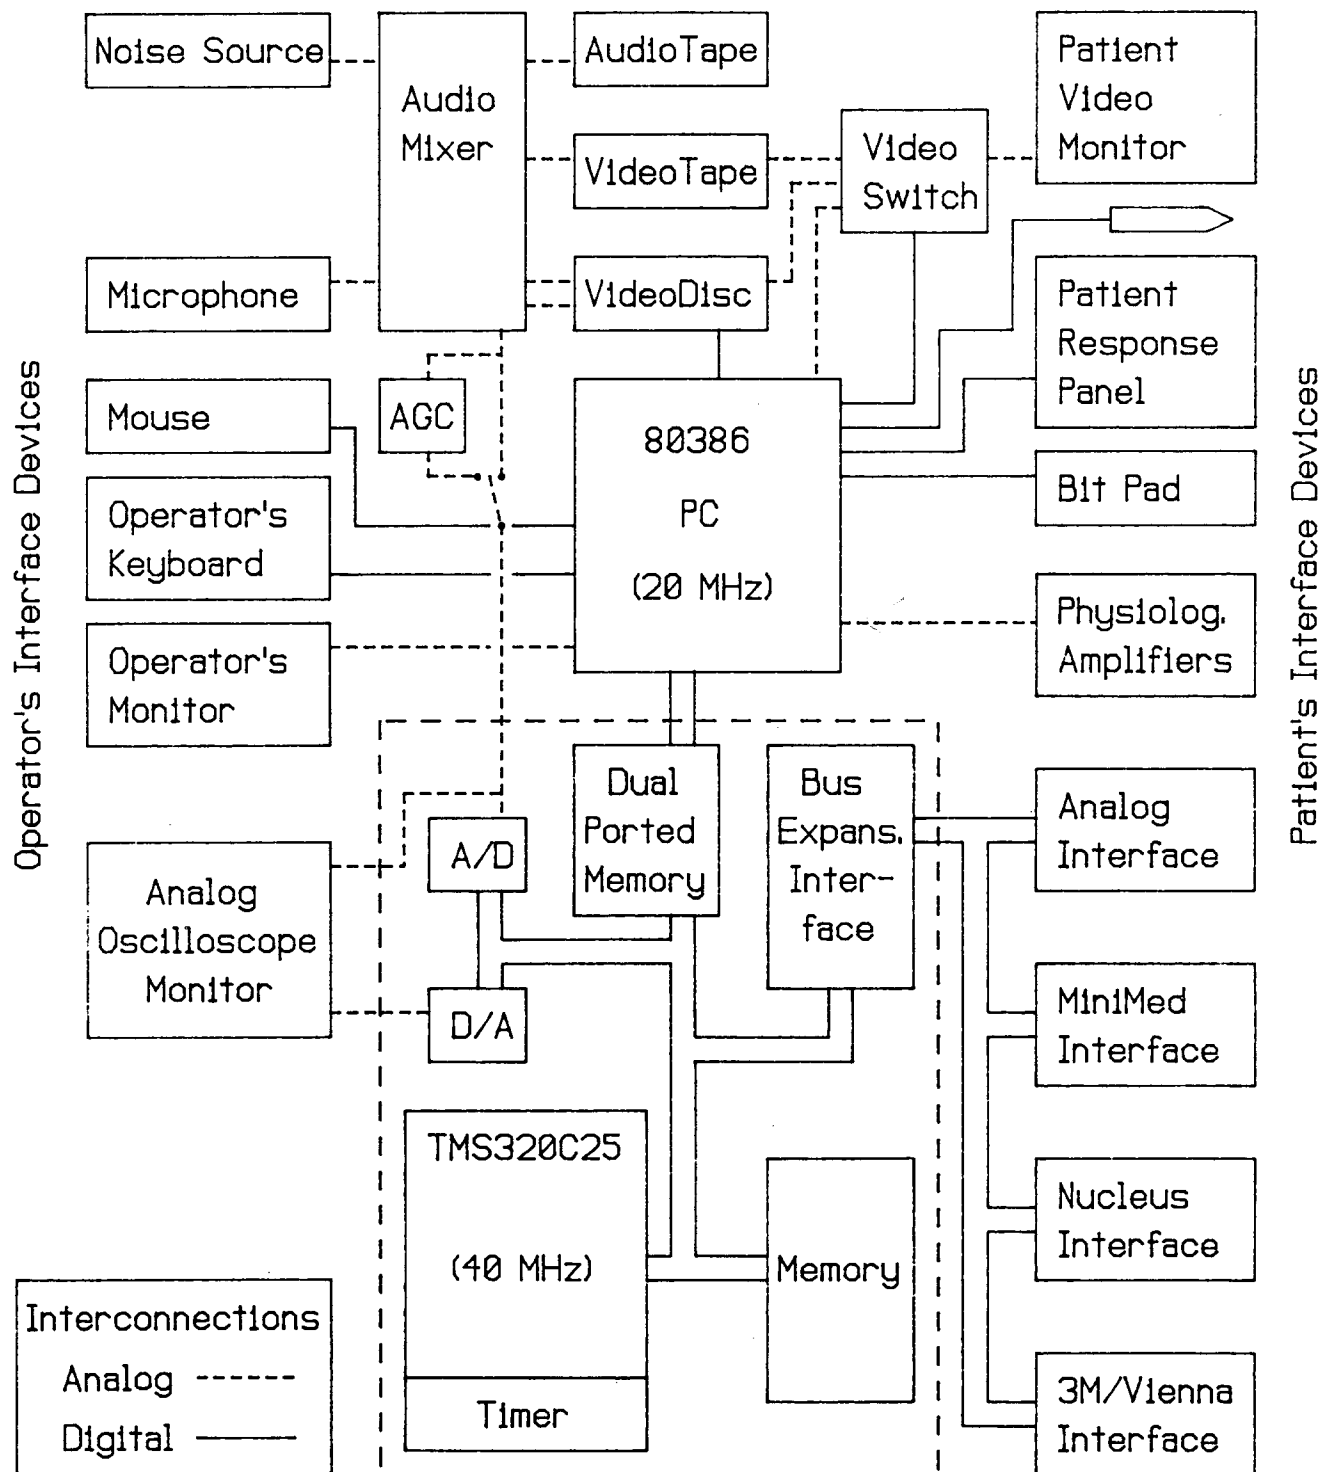 Operator's Interface Devices
Noise Source
Microphone
Mouse
Operator's
Keyboard
Operator's
Monitor
Analog
Oscilloscope
Monitor
Audio
Mixer
AGC
AudioTape
VideoTape
VideoDisc
Video
Switch
80386
PC
(20 MHz)
A/D
D/A
Dual
Ported
Memory
Bus
Expans.
Inter-
face
TMS320C25
(40 MHz)
Timer
Memory
Patient
Video
Monitor
Patient
Response
Panel
Bit Pad
Physiolog.
Amplifiers
Analog
Interface
MiniMed
Interface
Nucleus
Interface
3M/Vienna
Interface
Patient's Interface Devices
Interconnections
Analog
Digital